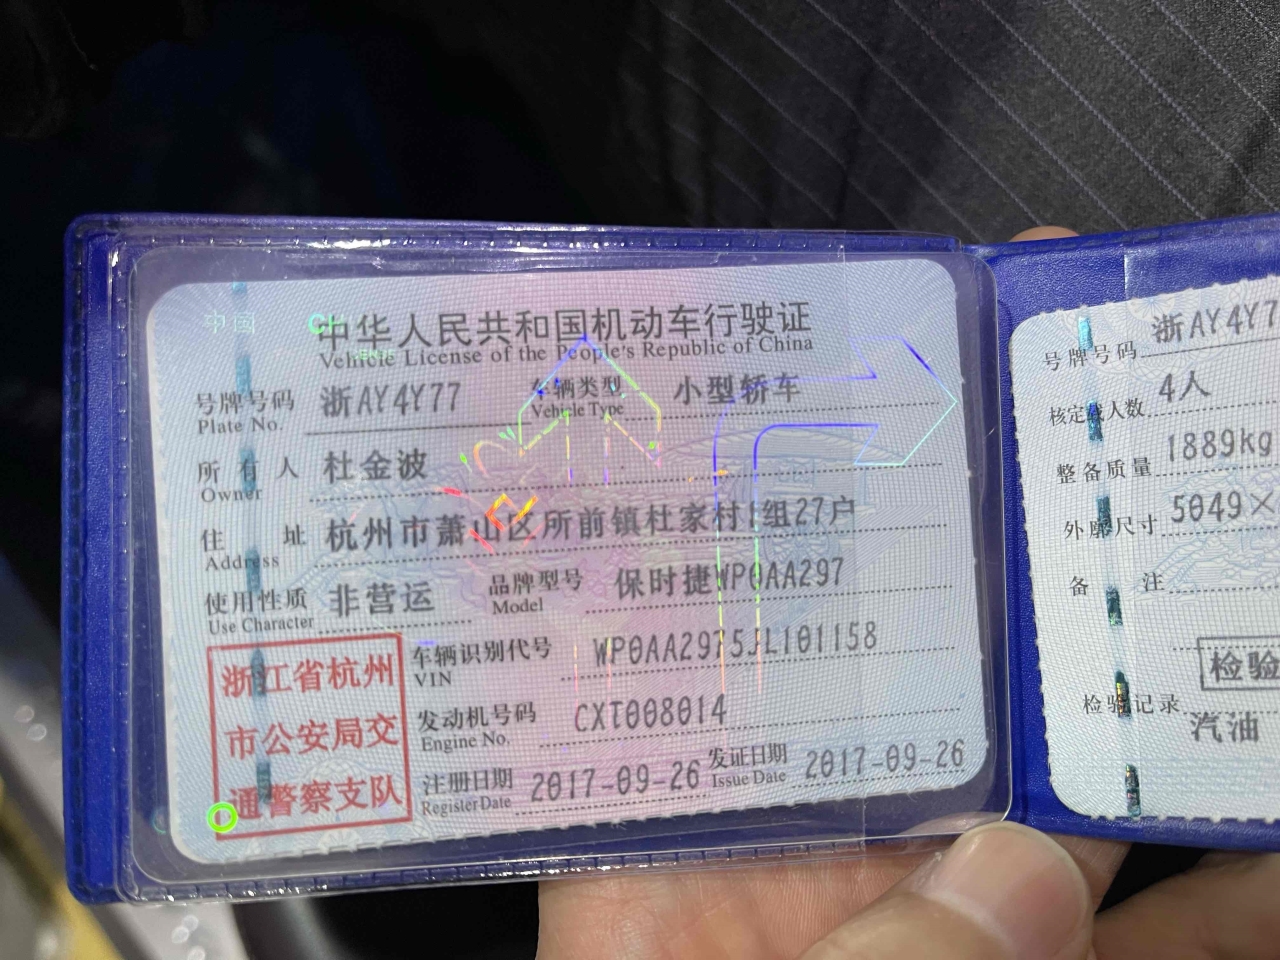 中国 CHINA
中华人民共和国机动车行驶证
Vehicle License of the People's Republic of China
号牌号码 浙AY4Y77 车辆类型 小型轿车
Plate No. Vehicle Type
所有人 杜金波
Owner
住址 杭州市萧山区所前镇杜家村1组27户
Address
使用性质 非营运 品牌型号 保时捷WP0AA297
Use Character Model
浙江省杭州
市公安局交
通警察支队
车辆识别代号 WP0AA2975JL101158
VIN
发动机号码 CXT008014
Engine No.
注册日期 2017-09-26 发证日期 2017-09-26
Register Date Issue Date
号牌号码 浙AY4Y7
核定载人数 4人
整备质量 1889kg
外廓尺寸 5049×
备注
检验
检验记录
汽油